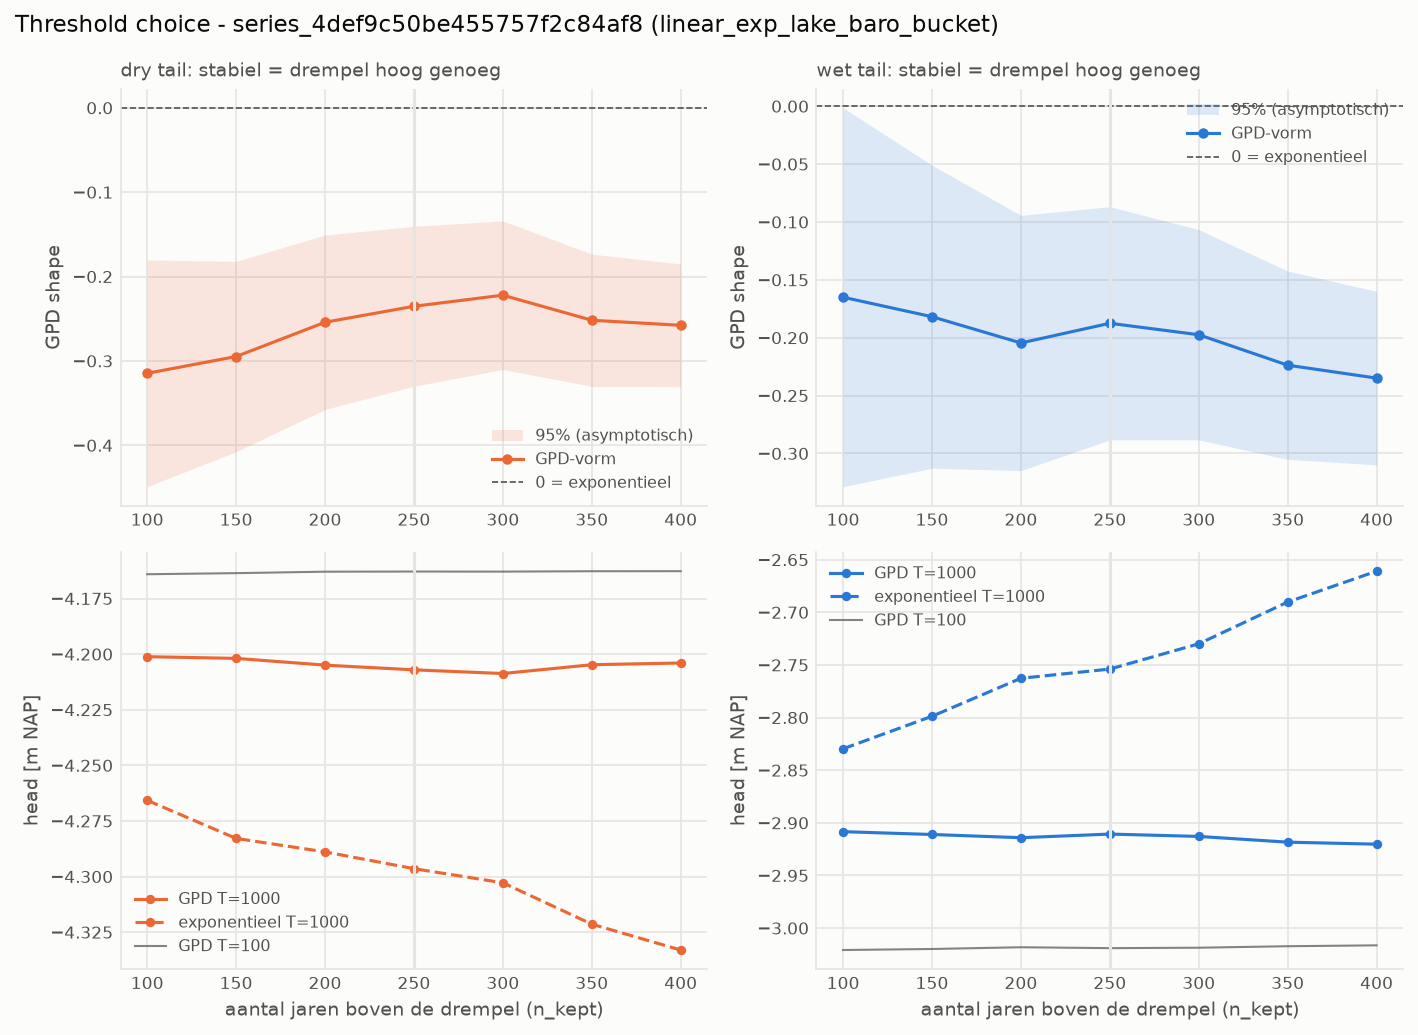 Threshold choice - series_4def9c50be455757f2c84af8 (linear_exp_lake_baro_bucket)
dry tail: stabiel = drempel hoog genoeg
GPD shape
0.0
−0.1
−0.2
−0.3
−0.4
95% (asymptotisch)
GPD-vorm
0 = exponentieel
100 150 200 250 300 350 400
wet tail: stabiel = drempel hoog genoeg
GPD shape
0.00
−0.05
−0.10
−0.15
−0.20
−0.25
−0.30
95% (asymptotisch)
GPD-vorm
0 = exponentieel
100 150 200 250 300 350 400
head [m NAP]
−4.175
−4.200
−4.225
−4.250
−4.275
−4.300
−4.325
GPD T=1000
exponentieel T=1000
GPD T=100
100 150 200 250 300 350 400
aantal jaren boven de drempel (n_kept)
head [m NAP]
−2.65
−2.70
−2.75
−2.80
−2.85
−2.90
−2.95
−3.00
GPD T=1000
exponentieel T=1000
GPD T=100
100 150 200 250 300 350 400
aantal jaren boven de drempel (n_kept)